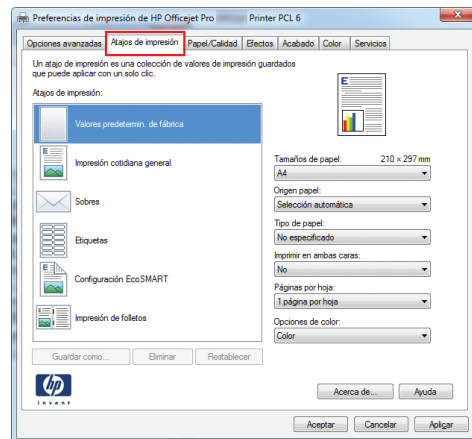 Preferencias de impresión de HP Officejet Pro Printer PCL 6
Opciones avanzadas Atajos de impresión Papel/Calidad Efectos Acabado Color Servicios
Un atajo de impresión es una colección de valores de impresión guardados
que puede aplicar con un solo clic.
Atajos de impresión:
Valores predetermin. de fábrica
Impresión cotidiana general
Sobres
Etiquetas
Configuración EcoSMART
Impresión de folletos
Guardar como... Eliminar Restablecer
E
Tamaños de papel: 210 × 297 mm
A4
Origen papel:
Selección automática
Tipo de papel:
No especificado
Imprimir en ambas caras:
No
Páginas por hoja:
1 página por hoja
Opciones de color:
Color
hp
invent
Acerca de... Ayuda
Aceptar Cancelar Aplicar